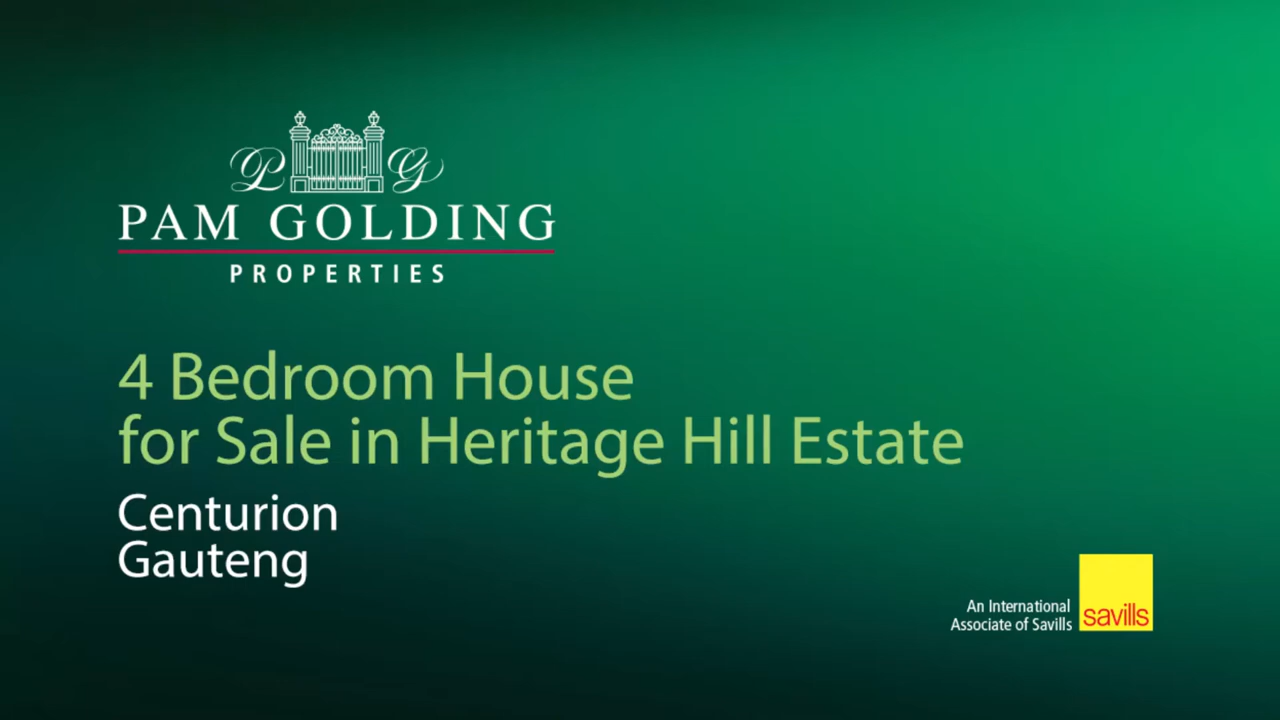 P G
PAM GOLDING
PROPERTIES
4 Bedroom House
for Sale in Heritage Hill Estate
Centurion
Gauteng
An International
Associate of Savills
savills